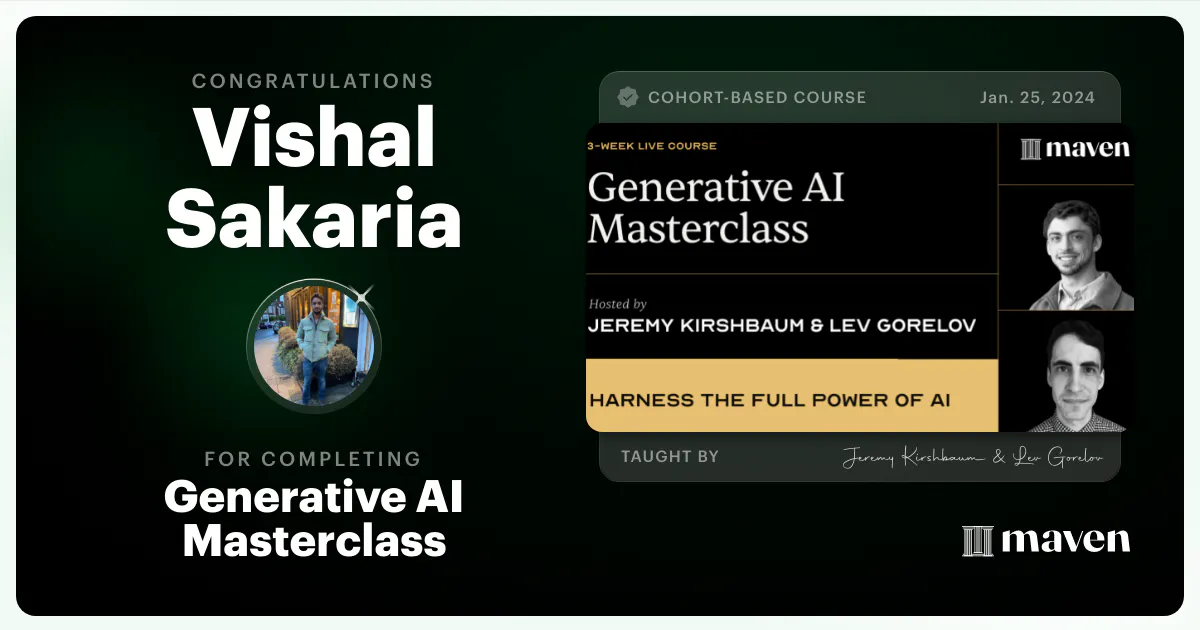 CONGRATULATIONS
Vishal
Sakaria
FOR COMPLETING
Generative AI
Masterclass
COHORT-BASED COURSE
Jan. 25, 2024
3-WEEK LIVE COURSE
maven
Generative AI
Masterclass
Hosted by
JEREMY KIRSHBAUM & LEV GORELOV
HARNESS THE FULL POWER OF AI
TAUGHT BY
Jeremy Kirshbaum & Lev Gorelov
maven